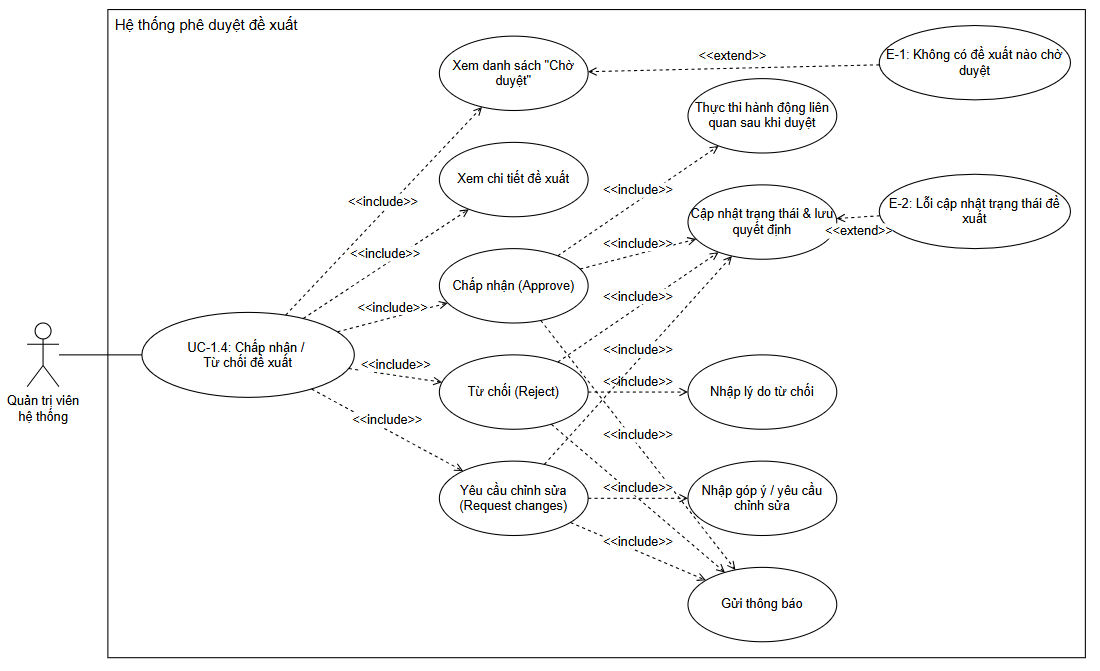 Hệ thống phê duyệt đề xuất
Xem danh sách "Chờ
duyệt"
<<extend>>
E-1: Không có đề xuất nào chờ
duyệt
Thực thi hành động liên
quan sau khi duyệt
Xem chi tiết đề xuất
<<include>>
<<include>>
Cập nhật trạng thái & lưu
quyết định
E-2: Lỗi cập nhật trạng thái đề
xuất
<<extend>>
<<include>>
<<include>>
Chấp nhận (Approve)
<<include>>
<<include>>
UC-1.4: Chấp nhận /
Từ chối đề xuất
<<include>>
<<include>>
<<include>>
Từ chối (Reject)
Nhập lý do từ chối
Quản trị viên
hệ thống
<<include>>
<<include>>
Yêu cầu chỉnh sửa
(Request changes)
<<include>>
Nhập góp ý / yêu cầu
chỉnh sửa
<<include>>
Gửi thông báo